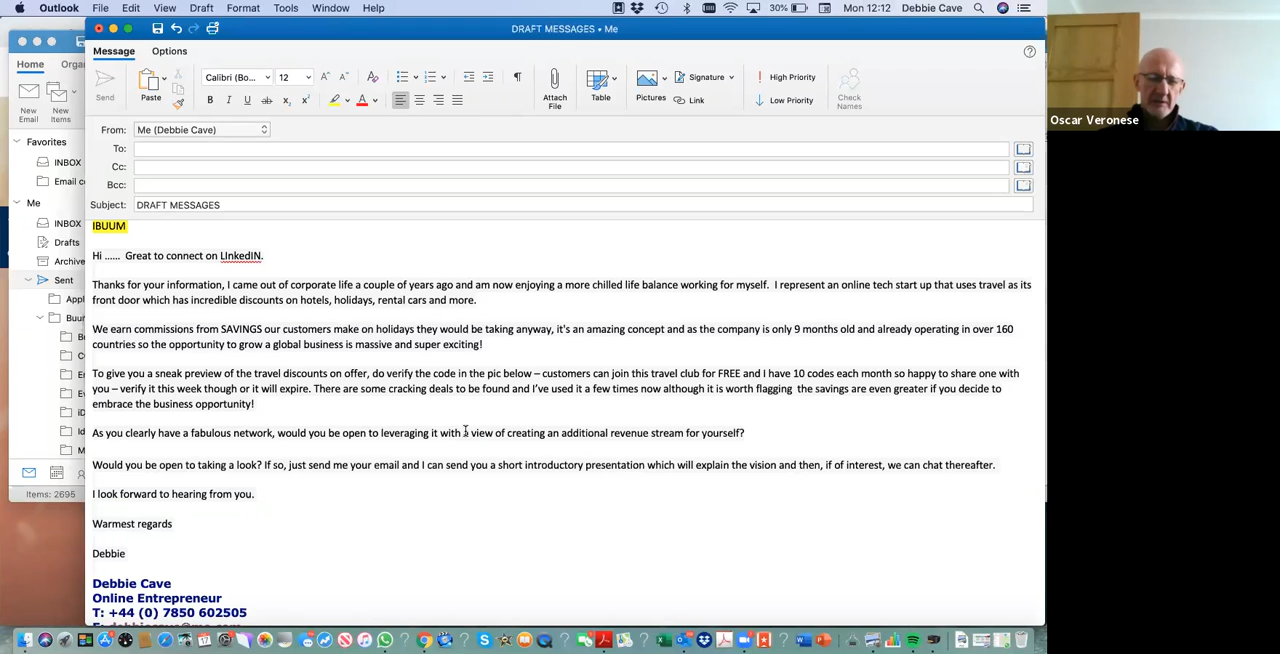 Outlook File Edit View Draft Format Tools Window Help 30% Mon 12:12 Debbie Cave
DRAFT MESSAGES • Me
Home
Message Options
Calibri (Bo... 12
Send Paste Attach File Table Pictures Signature Link High Priority Low Priority Check Names
New Email
New Items
B I U ab
From: Me (Debbie Cave)
To:
Cc:
Bcc:
Subject: DRAFT MESSAGES
Favorites
INBOX
Me
INBOX
Drafts
Archive
Sent
Items: 2695
IBUUM
Hi ...... Great to connect on LInkedIN.
Thanks for your information, I came out of corporate life a couple of years ago and am now enjoying a more chilled life balance working for myself. I represent an online tech start up that uses travel as its
front door which has incredible discounts on hotels, holidays, rental cars and more.
We earn commissions from SAVINGS our customers make on holidays they would be taking anyway, it's an amazing concept and as the company is only 9 months old and already operating in over 160
countries so the opportunity to grow a global business is massive and super exciting!
To give you a sneak preview of the travel discounts on offer, do verify the code in the pic below – customers can join this travel club for FREE and I have 10 codes each month so happy to share one with
you – verify it this week though or it will expire. There are some cracking deals to be found and I've used it a few times now although it is worth flagging the savings are even greater if you decide to
embrace the business opportunity!
As you clearly have a fabulous network, would you be open to leveraging it with a view of creating an additional revenue stream for yourself?
Would you be open to taking a look? If so, just send me your email and I can send you a short introductory presentation which will explain the vision and then, if of interest, we can chat thereafter.
I look forward to hearing from you.
Warmest regards
Debbie
Debbie Cave
Online Entrepreneur
T: +44 (0) 7850 602505
Oscar Veronese